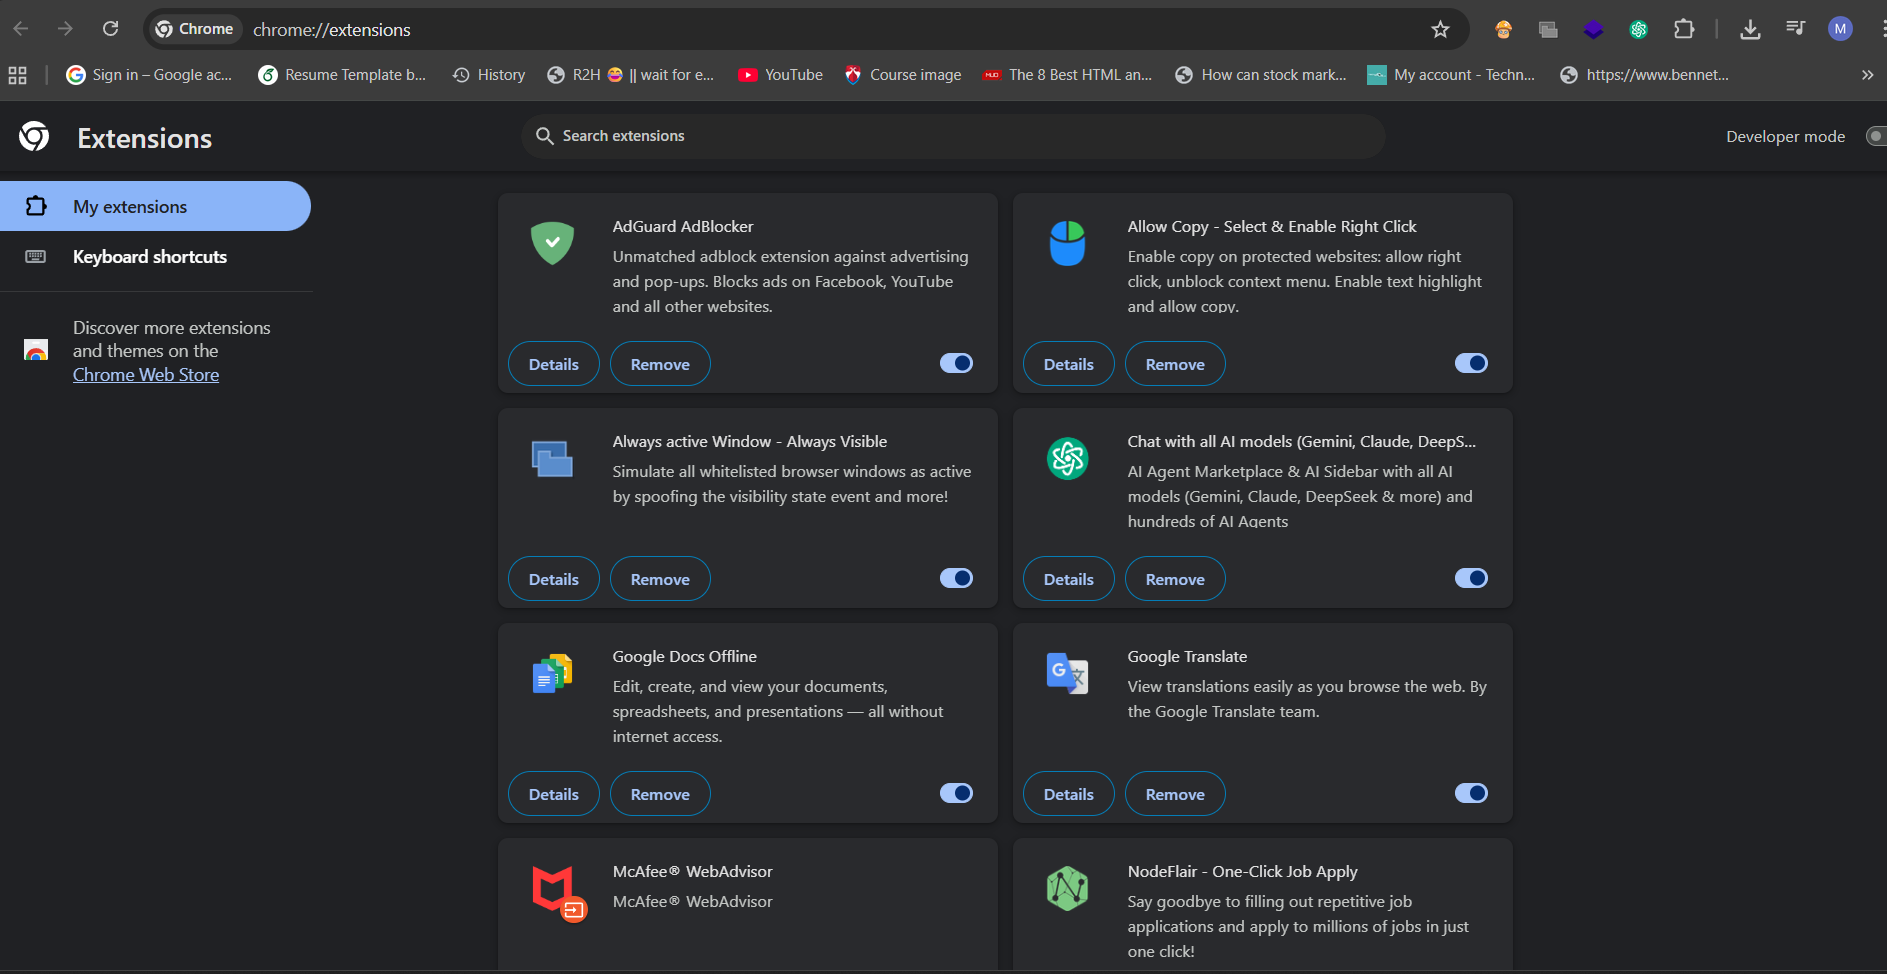 Chrome
chrome://extensions
M
Sign in – Google ac...
Resume Template b...
History
R2H 😂 || wait for e...
YouTube
Course image
The 8 Best HTML an...
How can stock mark...
My account - Techn...
https://www.bennet...
Extensions
Search extensions
Developer mode
My extensions
Keyboard shortcuts
Discover more extensions
and themes on the
Chrome Web Store
AdGuard AdBlocker
Unmatched adblock extension against advertising
and pop-ups. Blocks ads on Facebook, YouTube
and all other websites.
Details
Remove
Allow Copy - Select & Enable Right Click
Enable copy on protected websites: allow right
click, unblock context menu. Enable text highlight
and allow copy.
Details
Remove
Always active Window - Always Visible
Simulate all whitelisted browser windows as active
by spoofing the visibility state event and more!
Details
Remove
Chat with all AI models (Gemini, Claude, DeepS...
AI Agent Marketplace & AI Sidebar with all AI
models (Gemini, Claude, DeepSeek & more) and
hundreds of AI Agents
Details
Remove
Google Docs Offline
Edit, create, and view your documents,
spreadsheets, and presentations — all without
internet access.
Details
Remove
Google Translate
View translations easily as you browse the web. By
the Google Translate team.
Details
Remove
McAfee® WebAdvisor
McAfee® WebAdvisor
NodeFlair - One-Click Job Apply
Say goodbye to filling out repetitive job
applications and apply to millions of jobs in just
one click!